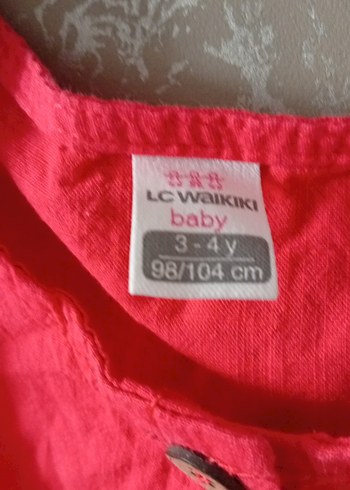 LC WAIKIKI
baby
3 - 4 y
98/104 cm